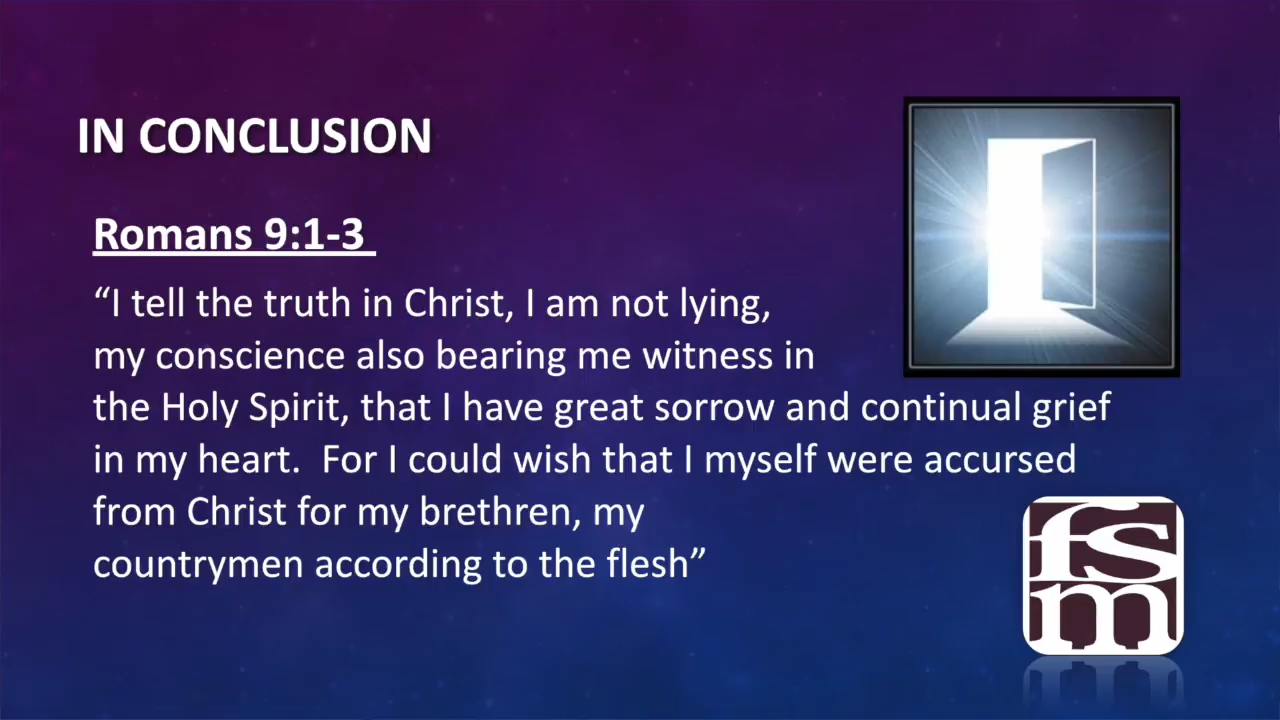 IN CONCLUSION
Romans 9:1-3
“I tell the truth in Christ, I am not lying,
my conscience also bearing me witness in
the Holy Spirit, that I have great sorrow and continual grief
in my heart.  For I could wish that I myself were accursed
from Christ for my brethren, my
countrymen according to the flesh”
fs
m